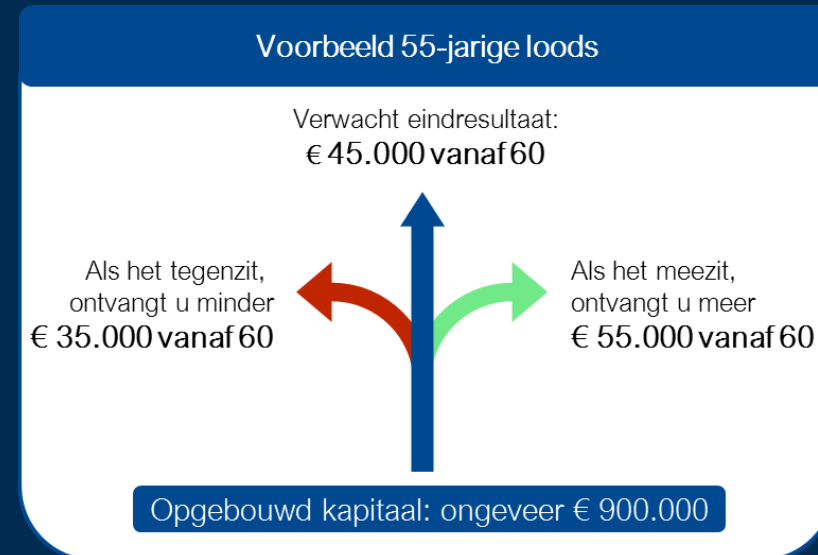 Voorbeeld 55-jarige loods
Verwacht eindresultaat:
€ 45.000 vanaf 60
Als het tegenzit,
ontvangt u minder
€ 35.000 vanaf 60
Als het meezit,
ontvangt u meer
€ 55.000 vanaf 60
Opgebouwd kapitaal: ongeveer € 900.000